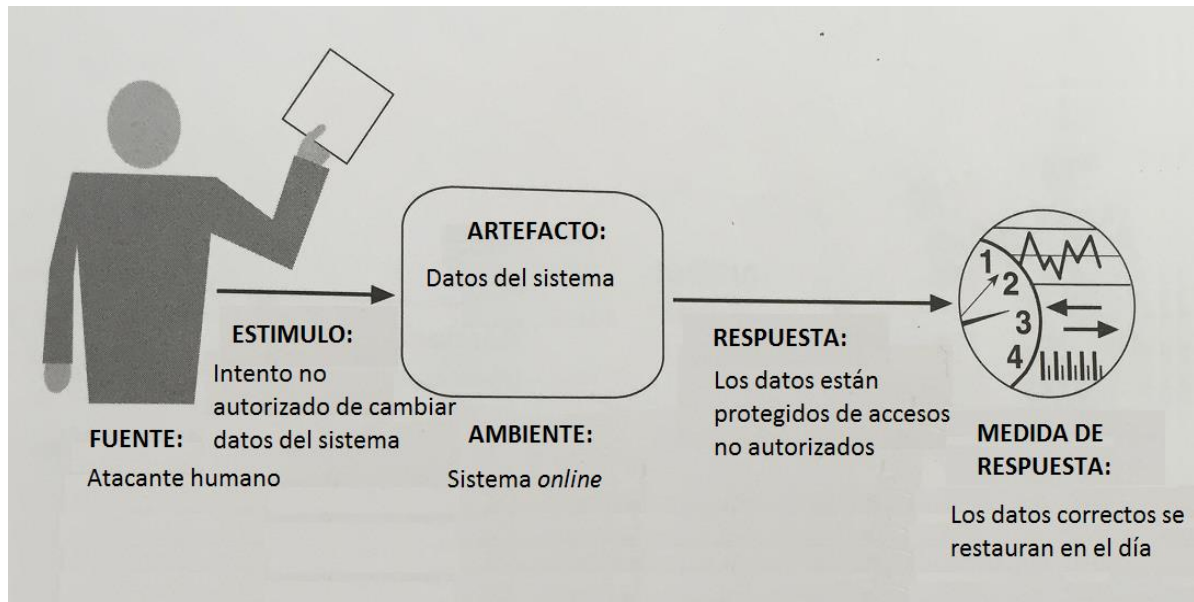 ARTEFACTO:
Datos del sistema
ESTIMULO:
Intento no
autorizado de cambiar
datos del sistema
FUENTE:
Atacante humano
AMBIENTE:
Sistema online
RESPUESTA:
Los datos están
protegidos de accesos
no autorizados
1
2
3
4
MEDIDA DE
RESPUESTA:
Los datos correctos se
restauran en el día